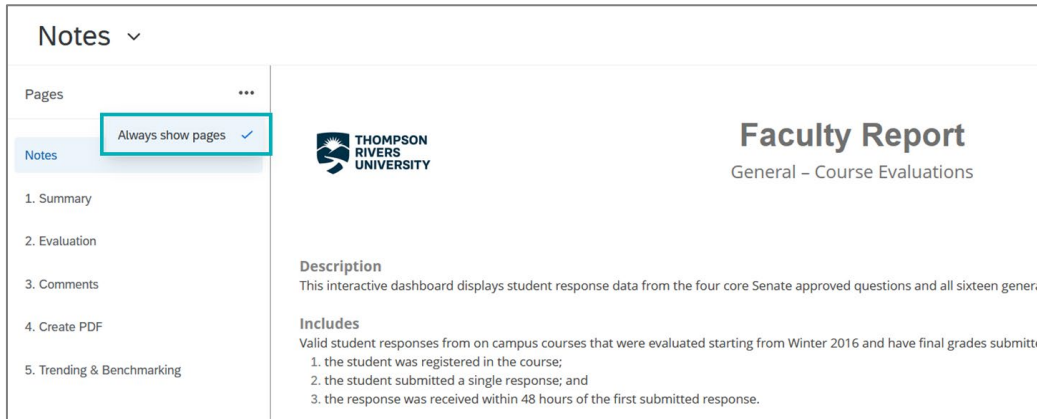 Notes
Pages
Always show pages
Notes
1. Summary
2. Evaluation
3. Comments
4. Create PDF
5. Trending & Benchmarking
THOMPSON
RIVERS
UNIVERSITY
Faculty Report
General – Course Evaluations
Description
This interactive dashboard displays student response data from the four core Senate approved questions and all sixteen
Includes
Valid student responses from on campus courses that were evaluated starting from Winter 2016 and have final grades
1. the student was registered in the course;
2. the student submitted a single response; and
3. the response was received within 48 hours of the first submitted response.